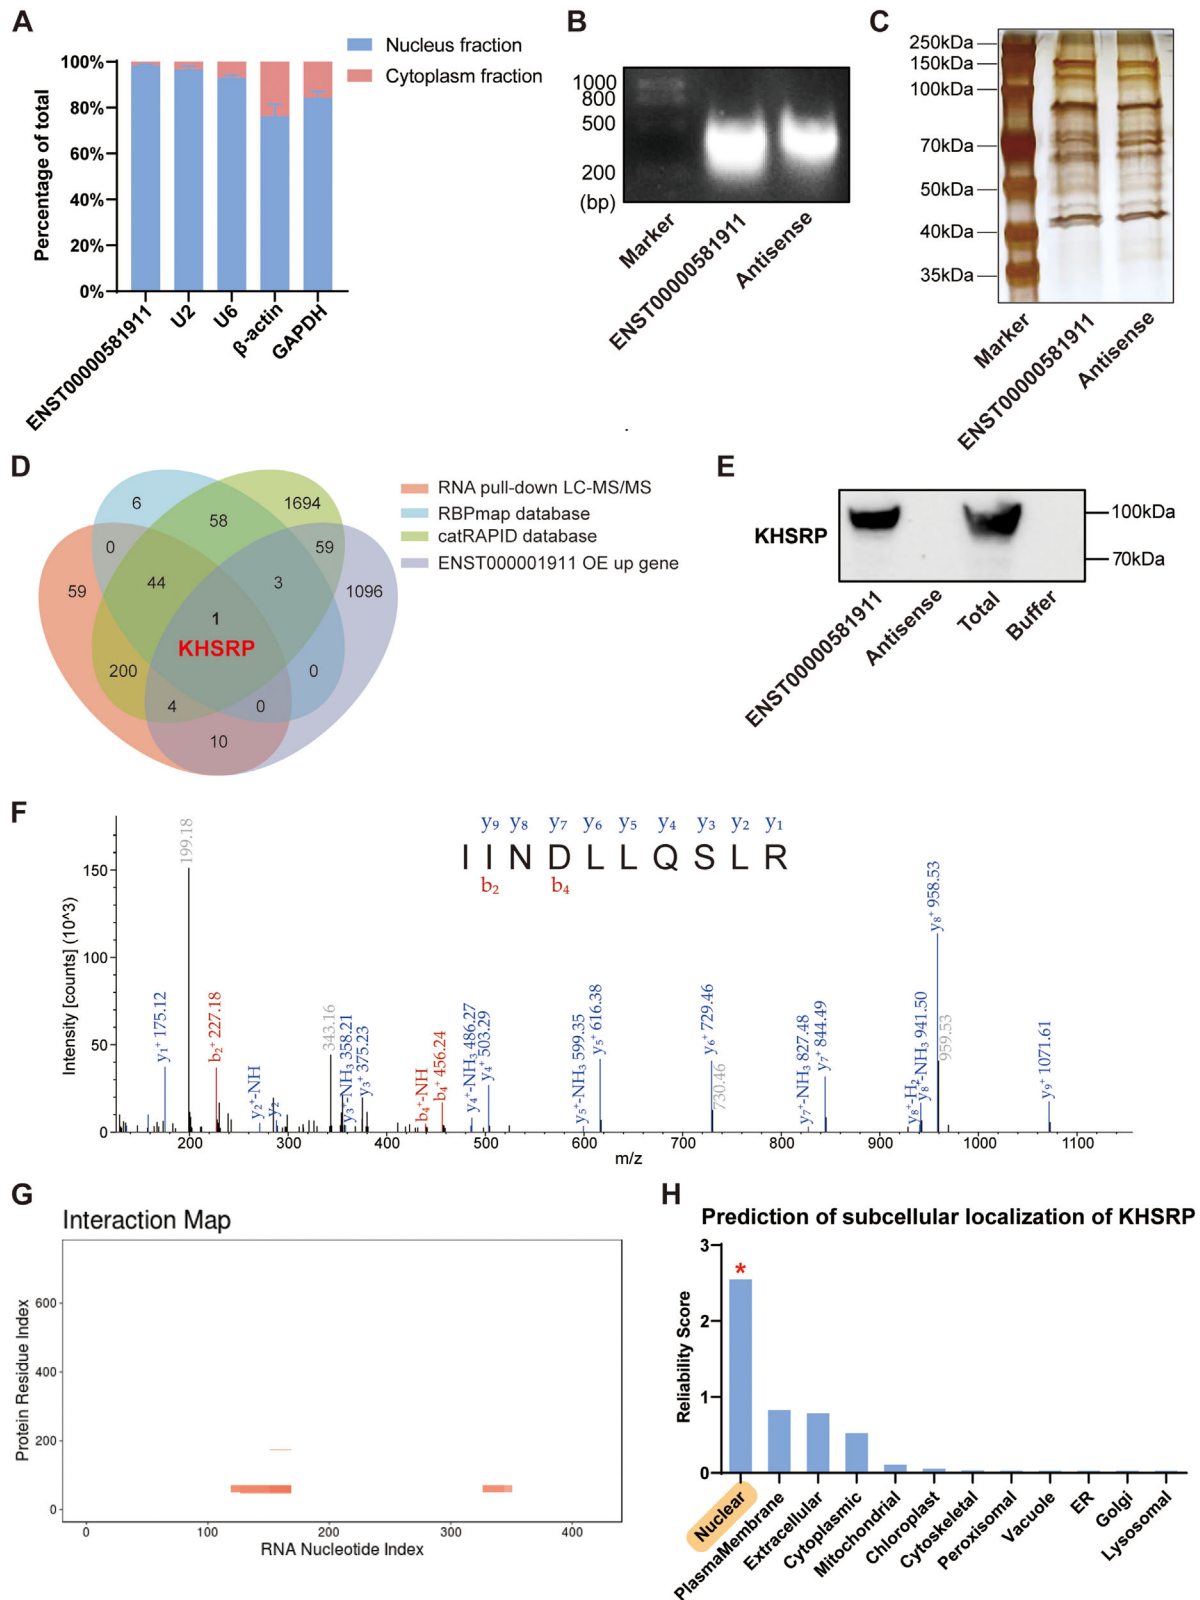 A
Nucleus fraction
Cytoplasm fraction
Percentage of total
100%
80%
60%
40%
20%
0%
ENST00000581911
U2
U6
β-actin
GAPDH
B
1000
800
500
200
(bp)
Marker
ENST00000581911
Antisense
C
250kDa
150kDa
100kDa
70kDa
50kDa
40kDa
35kDa
Marker
ENST00000581911
Antisense
D
6
1694
58
0
59
59
44
3
1096
1
KHSRP
200
0
4
0
10
RNA pull-down LC-MS/MS
RBPmap database
catRAPID database
ENST000001911 OE up gene
E
KHSRP
100kDa
70kDa
ENST00000581911
Antisense
Total
Buffer
F
y₉ y₈ y₇ y₆ y₅ y₄ y₃ y₂ y₁
I I N D L L Q S L R
b₂ b₄
Intensity [counts] (10^3)
150
100
50
0
y₁⁺ 175.12
199.18
b₂⁺ 227.18
y₂⁺-NH
y₂⁺
343.16
y₃⁺-NH₃ 358.21
y₃⁺ 375.23
b₄⁺-NH
b₄⁺ 456.24
y₄⁺-NH₃ 486.27
y₄⁺ 503.29
y₅⁺-NH₃ 599.35
y₅⁺ 616.38
y₆⁺ 729.46
730.46
y₇⁺-NH₃ 827.48
y₇⁺ 844.49
y₈⁺-H₂
y₈⁺-NH₃ 941.50
y₈⁺ 958.53
959.53
y₉⁺ 1071.61
200 300 400 500 600 700 800 900 1000 1100
m/z
G
Interaction Map
Protein Residue Index
600
400
200
0
0 100 200 300 400
RNA Nucleotide Index
H
Prediction of subcellular localization of KHSRP
Reliability Score
3
2
1
0
*
Nuclear
PlasmaMembrane
Extracellular
Cytoplasmic
Mitochondrial
Chloroplast
Cytoskeletal
Peroxisomal
Vacuole
ER
Golgi
Lysosomal